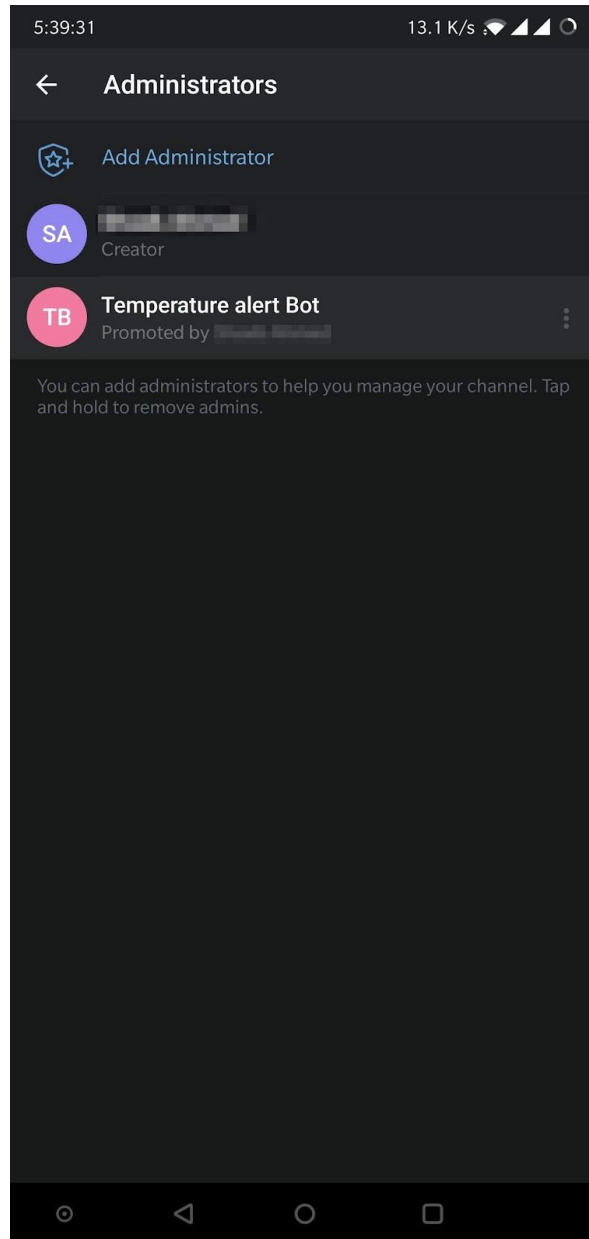 5:39:31 13.1 K/s
Administrators
Add Administrator
SA
Creator
TB
Temperature alert Bot
Promoted by
You can add administrators to help you manage your channel. Tap
and hold to remove admins.